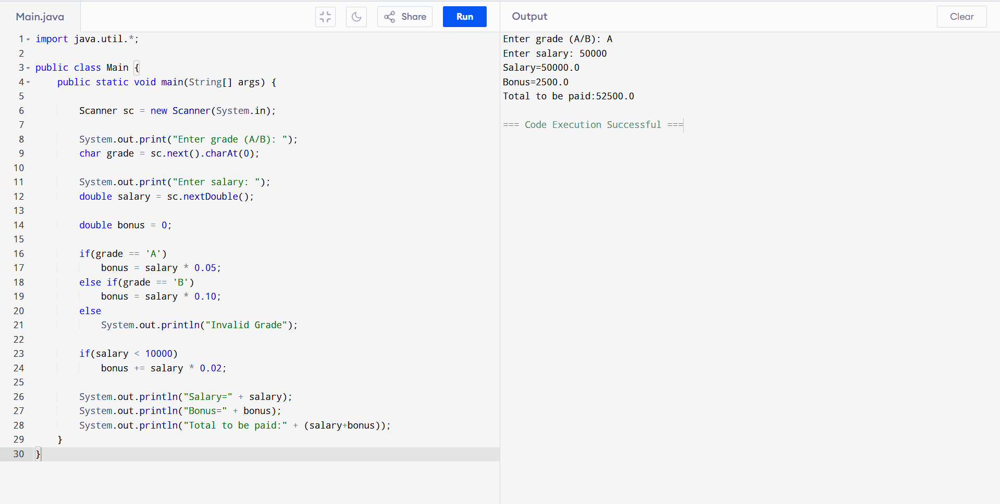 Main.java
Share
Run
Output
Clear
1 import java.util.*;
2
3 public class Main {
4     public static void main(String[] args) {
5
6         Scanner sc = new Scanner(System.in);
7
8         System.out.print("Enter grade (A/B): ");
9         char grade = sc.next().charAt(0);
10
11         System.out.print("Enter salary: ");
12         double salary = sc.nextDouble();
13
14         double bonus = 0;
15
16         if(grade == 'A')
17             bonus = salary * 0.05;
18         else if(grade == 'B')
19             bonus = salary * 0.10;
20         else
21             System.out.println("Invalid Grade");
22
23         if(salary < 10000)
24             bonus += salary * 0.02;
25
26         System.out.println("Salary=" + salary);
27         System.out.println("Bonus=" + bonus);
28         System.out.println("Total to be paid:" + (salary+bonus));
29     }
30 }
Enter grade (A/B): A
Enter salary: 50000
Salary=50000.0
Bonus=2500.0
Total to be paid:52500.0
=== Code Execution Successful ===